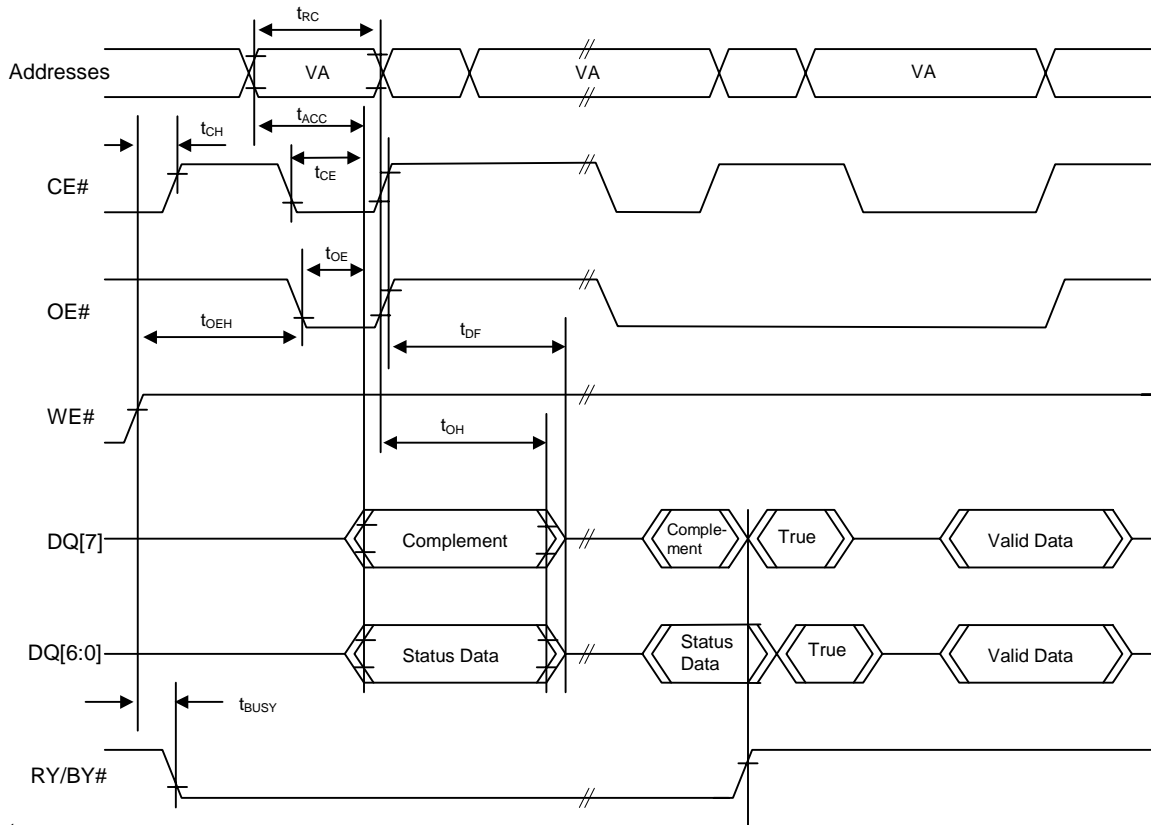 tRC
Addresses VA VA VA
tACC
tCH
tCE
CE#
tOE
OE#
tOEH
tDF
WE#
tOH
DQ[7] Complement Comple-ment True Valid Data
DQ[6:0] Status Data Status Data True Valid Data
tBUSY
RY/BY#